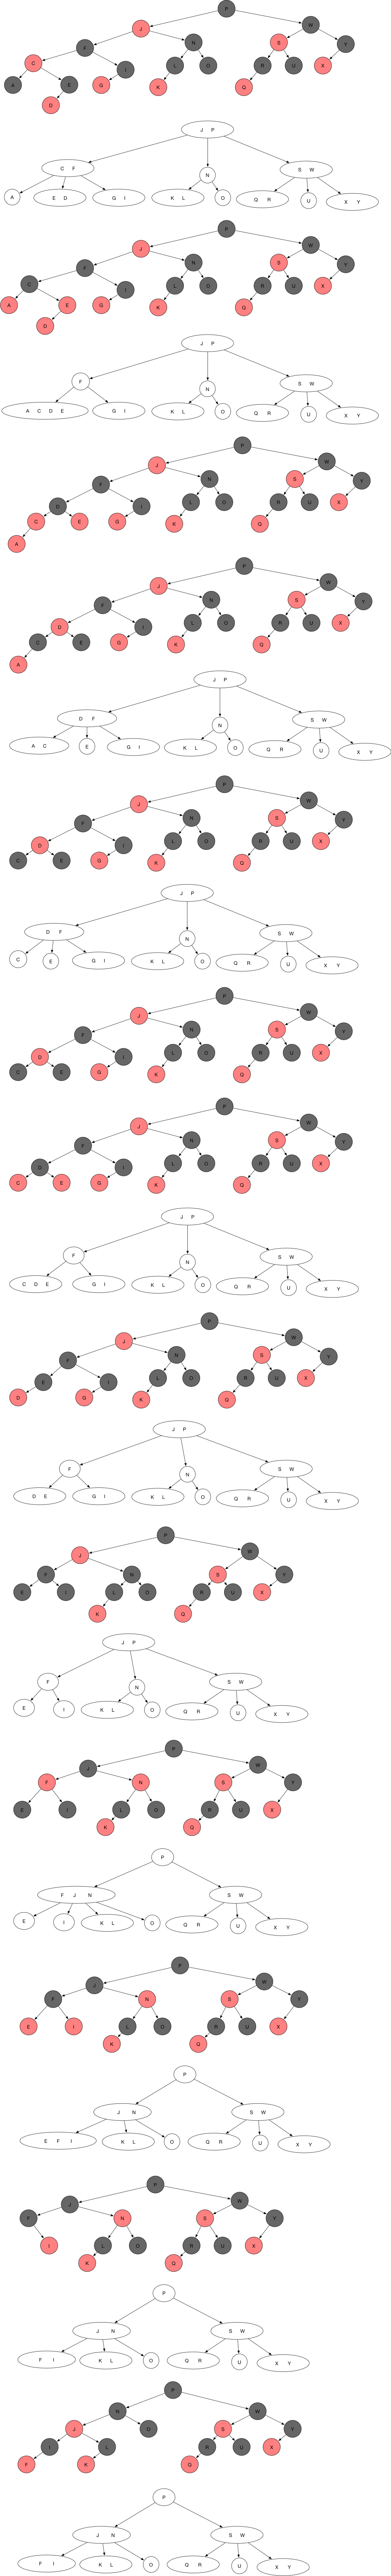 P
J W
F N S Y
C I L O R U X
A E G K Q
D
J P
C F N S W
A E D G I K L O Q R U X Y
P
J W
F N S Y
C I L O R U X
A E G K Q
D
J P
F N S W
A C D E G I K L O Q R U X Y
P
J W
F N S Y
D I L O R U X
C E G K Q
A
P
J W
F N S Y
D I L O R U X
C E G K Q
A
J P
D F N S W
A C E G I K L O Q R U X Y
P
J W
F N S Y
D I L O R U X
C E G K Q
J P
D F N S W
C E G I K L O Q R U X Y
P
J W
F N S Y
D I L O R U X
C E G K Q
P
J W
F N S Y
D I L O R U X
C E G K Q
J P
F N S W
C D E G I K L O Q R U X Y
P
J W
F N S Y
E I L O R U X
D G K Q
J P
F N S W
D E G I K L O Q R U X Y
P
J W
F N S Y
E I L O R U X
K Q
J P
F N S W
E I K L O Q R U X Y
P
J W
F N S Y
E I L O R U X
K Q
P
F J N S W
E I K L O Q R U X Y
P
J W
F N S Y
E I L O R U X
K Q
P
J N S W
E F I K L O Q R U X Y
P
J W
F N S Y
I L O R U X
K Q
P
J N S W
F I K L O Q R U X Y
P
N W
J O S Y
I L R U X
F K Q
P
J N S W
F I K L O Q R U X Y